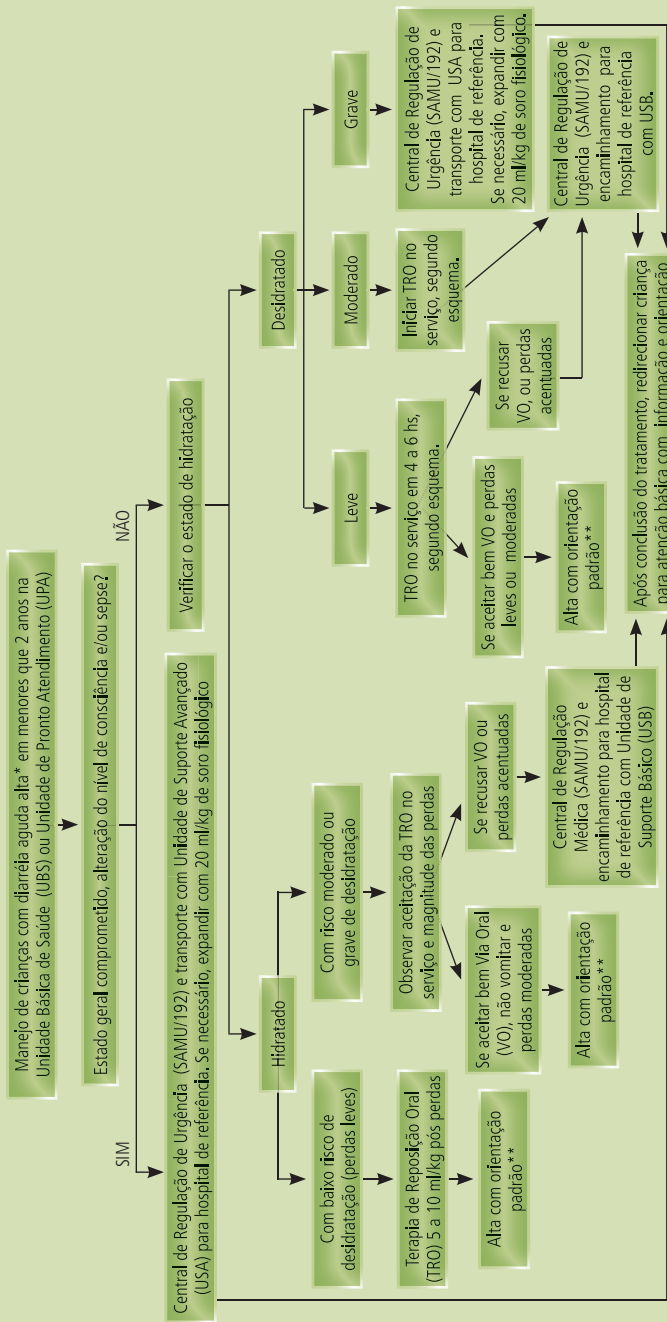 Manejo de crianças com diarréia aguda alta* em menores que 2 anos na
Unidade Básica de Saúde (UBS) ou Unidade de Pronto Atendimento (UPA)
Estado geral comprometido, alteração do nível de consciência e/ou sepse?
SIM
NÃO
Central de Regulação de Urgência (SAMU/192) e transporte com Unidade de Suporte Avançado
(USA) para hospital de referência. Se necessário, expandir com 20 ml/kg de soro fisiológico
Verificar o estado de hidratação
Hidratado
Com baixo risco de
desidratação (perdas leves)
Terapia de Reposição Oral
(TRO) 5 a 10 ml/kg pós perdas
Alta com orientação
padrão**
Com risco moderado ou
grave de desidratação
Observar aceitação da TRO no
serviço e magnitude das perdas
Se aceitar bem Via Oral
(VO), não vomitar e
perdas moderadas
Alta com orientação
padrão**
Se recusar VO ou
perdas acentuadas
Central de Regulação
Médica (SAMU/192) e
encaminhamento para hospital
de referência com Unidade de
Suporte Básico (USB)
Desidratado
Leve
TRO no serviço em 4 a 6 hs,
segundo esquema.
Se aceitar bem VO e perdas
leves ou moderadas
Alta com orientação
padrão**
Se recusar
VO, ou perdas
acentuadas
Moderado
Iniciar TRO no
serviço, segundo
esquema.
Grave
Central de Regulação de
Urgência (SAMU/192) e
transporte com USA para
hospital de referência.
Se necessário, expandir com
20 ml/kg de soro fisiológico.
Central de Regulação de
Urgência (SAMU/192) e
encaminhamento para
hospital de referência
com USB.
Após conclusão do tratamento, redirecionar criança
para atenção básica com informação e orientação